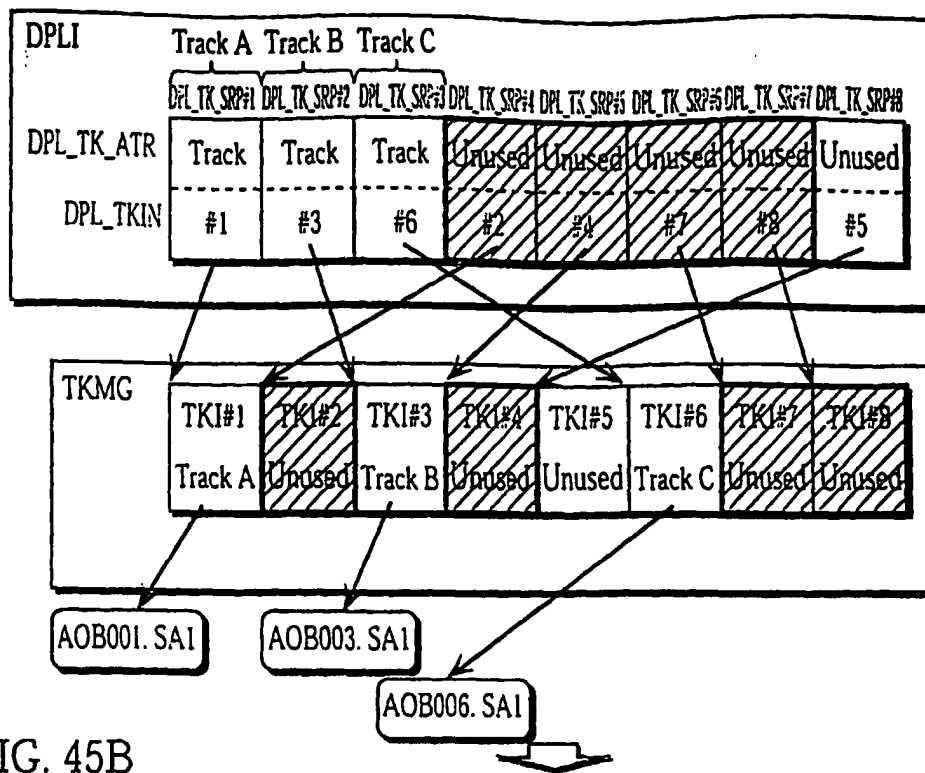 DPLI
Track A Track B Track C
DPL_TK_SRP#1 DPL_TK_SRP#2 DPL_TK_SRP#3 DPL_TK_SRP#4 DPL_TK_SRP#5 DPL_TK_SRP#6 DPL_TK_SRP#7 DPL_TK_SRP#8
DPL_TK_ATR Track Track Track Unused Unused Unused Unused Unused
DPL_TKIN #1 #3 #6 #2 #4 #7 #8 #5
TKMG
TKI#1 TKI#2 TKI#3 TKI#4 TKI#5 TKI#6 TKI#7 TKI#8
Track A Unused Track B Unused Unused Track C Unused Unused
AOB001. SA1 AOB003. SA1
AOB006. SA1
IG. 45B